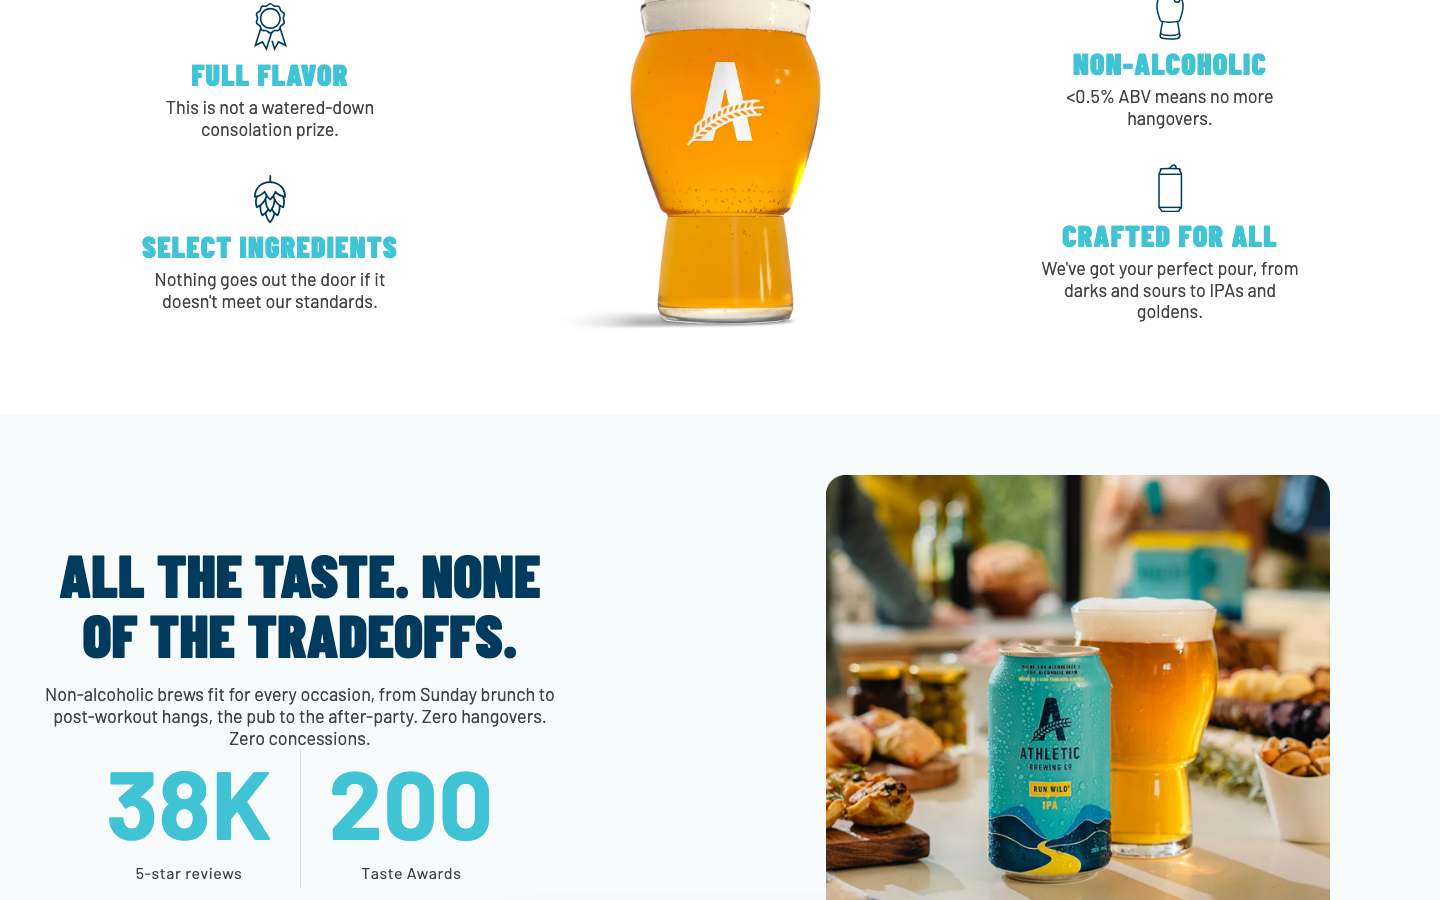 FULL FLAVOR
This is not a watered-down
consolation prize.
SELECT INGREDIENTS
Nothing goes out the door if it
doesn't meet our standards.
A
NON-ALCOHOLIC
<0.5% ABV means no more
hangovers.
CRAFTED FOR ALL
We've got your perfect pour, from
darks and sours to IPAs and
goldens.
ALL THE TASTE. NONE
OF THE TRADEOFFS.
Non-alcoholic brews fit for every occasion, from Sunday brunch to
post-workout hangs, the pub to the after-party. Zero hangovers.
Zero concessions.
38K
5-star reviews
200
Taste Awards
A
ATHLETIC
BREWING CO
RUN WILD
IPA